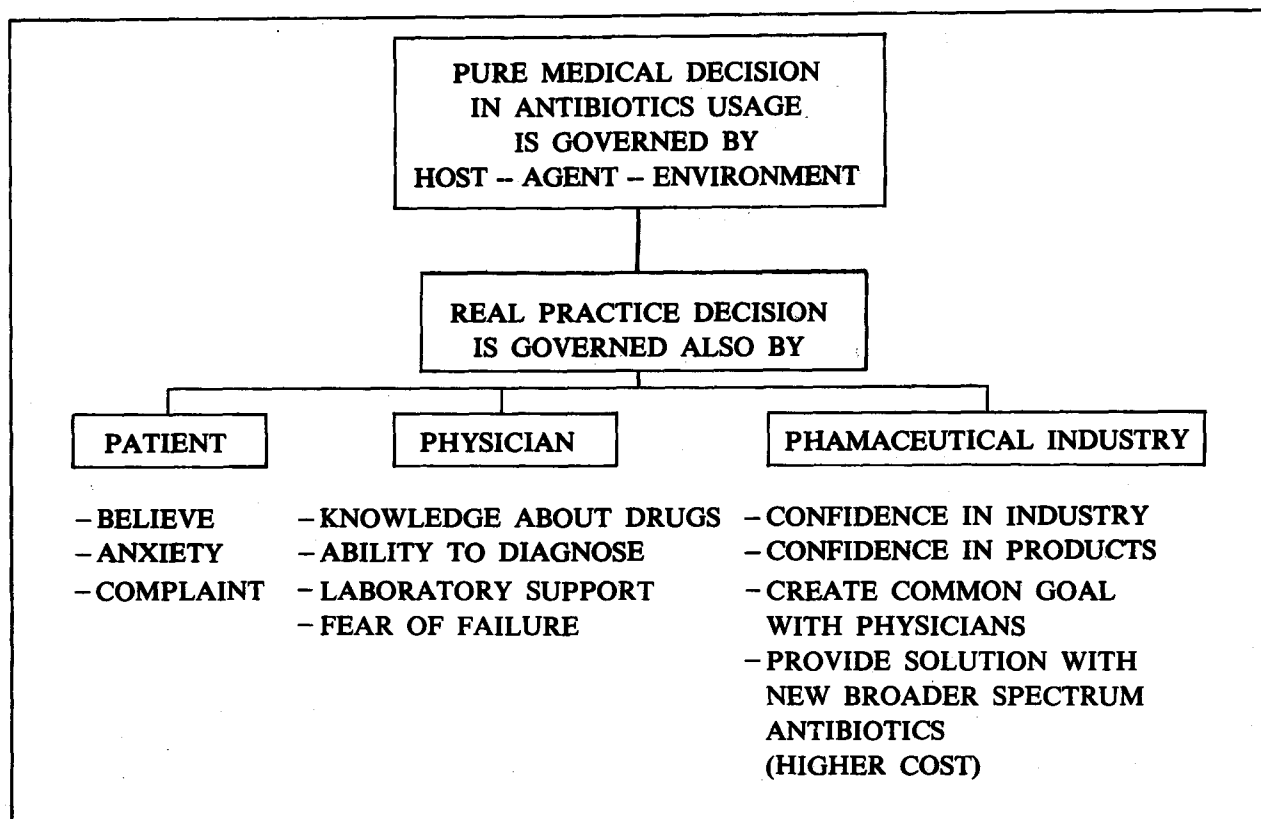 PURE MEDICAL DECISION
IN ANTIBIOTICS USAGE
IS GOVERNED BY
HOST -- AGENT -- ENVIRONMENT
REAL PRACTICE DECISION
IS GOVERNED ALSO BY
PATIENT
– BELIEVE
– ANXIETY
– COMPLAINT
PHYSICIAN
– KNOWLEDGE ABOUT DRUGS
– ABILITY TO DIAGNOSE
– LABORATORY SUPPORT
– FEAR OF FAILURE
PHAMACEUTICAL INDUSTRY
– CONFIDENCE IN INDUSTRY
– CONFIDENCE IN PRODUCTS
– CREATE COMMON GOAL
WITH PHYSICIANS
– PROVIDE SOLUTION WITH
NEW BROADER SPECTRUM
ANTIBIOTICS
(HIGHER COST)